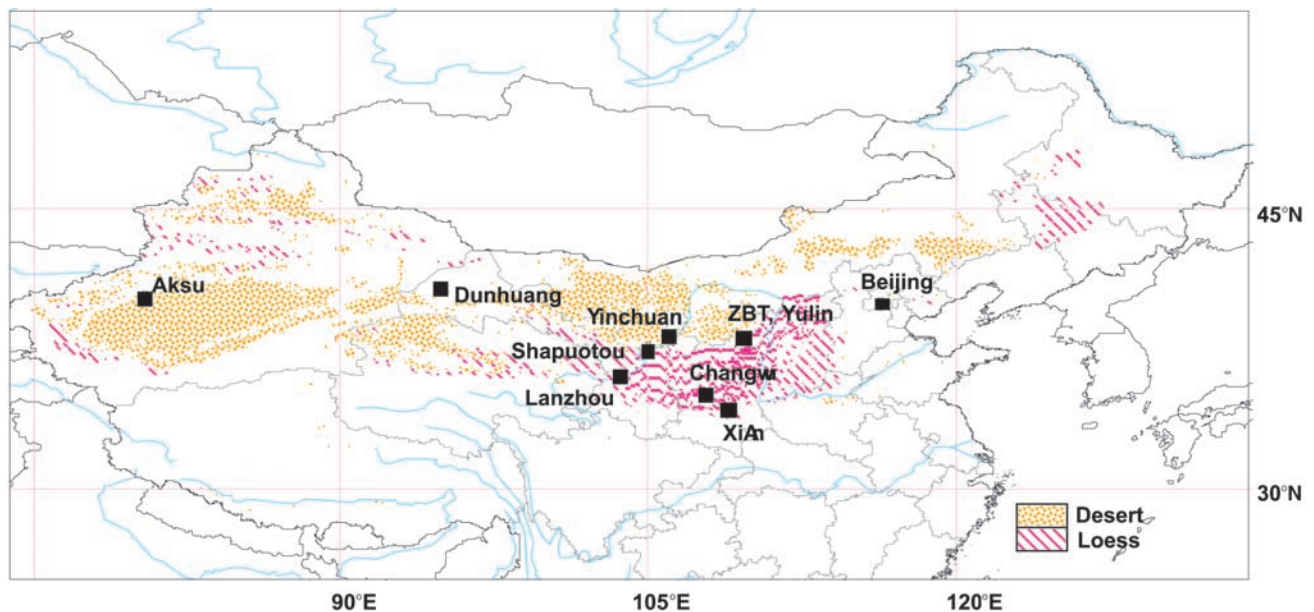 45°N
Aksu
Dunhuang
Beijing
Yinchuan
ZBT, Yulin
Shapuotou
Changwu
Lanzhou
XiAn
30°N
Desert
Loess
90°E
105°E
120°E